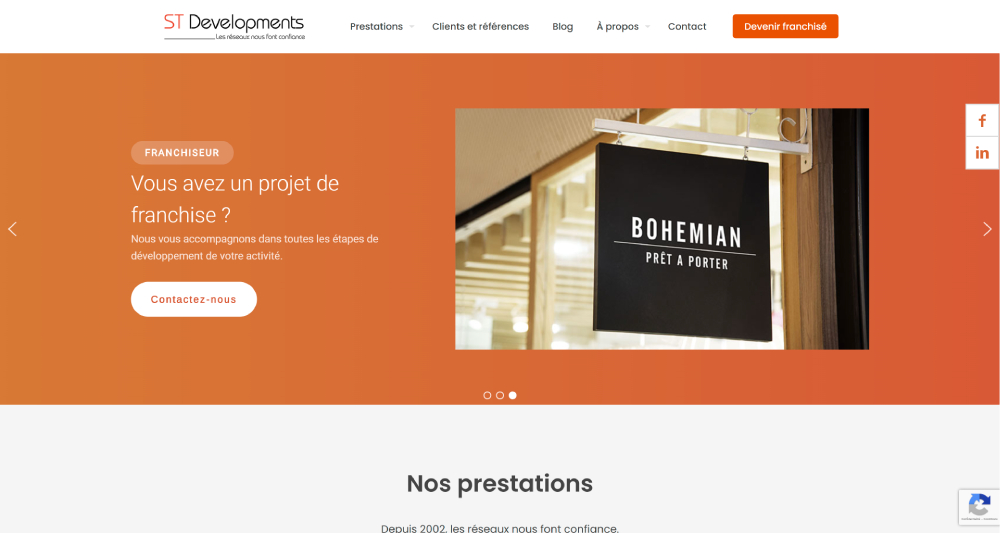 ST Developments
Les réseaux nous font confiance
Prestations
Clients et références
Blog
À propos
Contact
Devenir franchisé
FRANCHISEUR
Vous avez un projet de
franchise ?
Nous vous accompagnons dans toutes les étapes de
développement de votre activité.
Contactez-nous
BOHEMIAN
PRÊT A PORTER
Nos prestations
Depuis 2002, les réseaux nous font confiance.